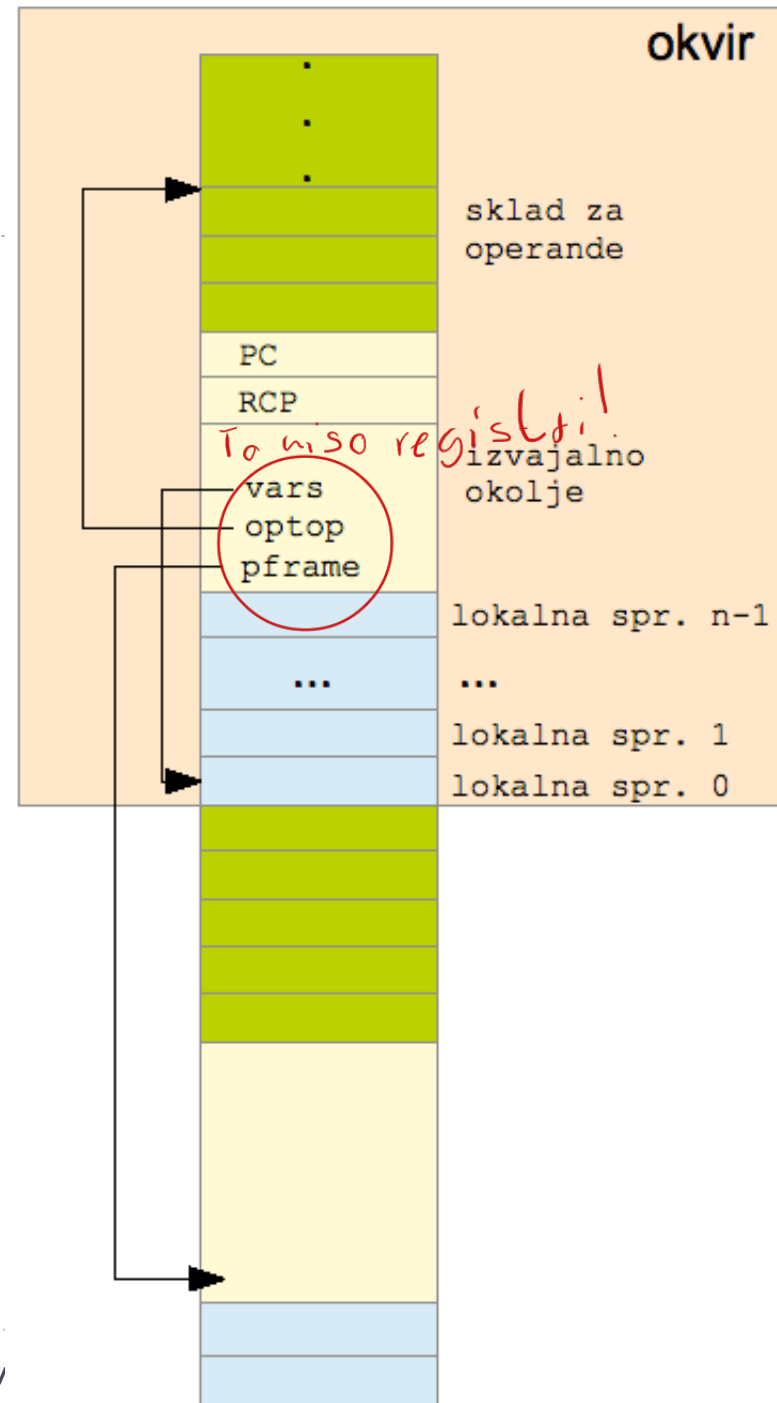 okvir
.
.
.
sklad za
operande
PC
RCP
To niso registri!
izvajalno
okolje
vars
optop
pframe
lokalna spr. n-1
... ...
lokalna spr. 1
lokalna spr. 0